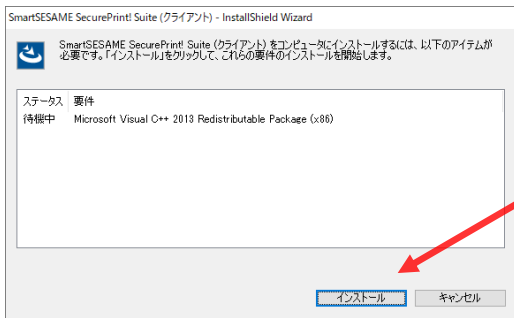 SmartSESAME SecurePrint! Suite (クライアント) - InstallShield Wizard
SmartSESAME SecurePrint! Suite (クライアント) をコンピュータにインストールするには、以下のアイテムが
必要です。「インストール」をクリックして、これらの要件のインストールを開始します。
ステータス 要件
待機中 Microsoft Visual C++ 2013 Redistributable Package (x86)
インストール キャンセル